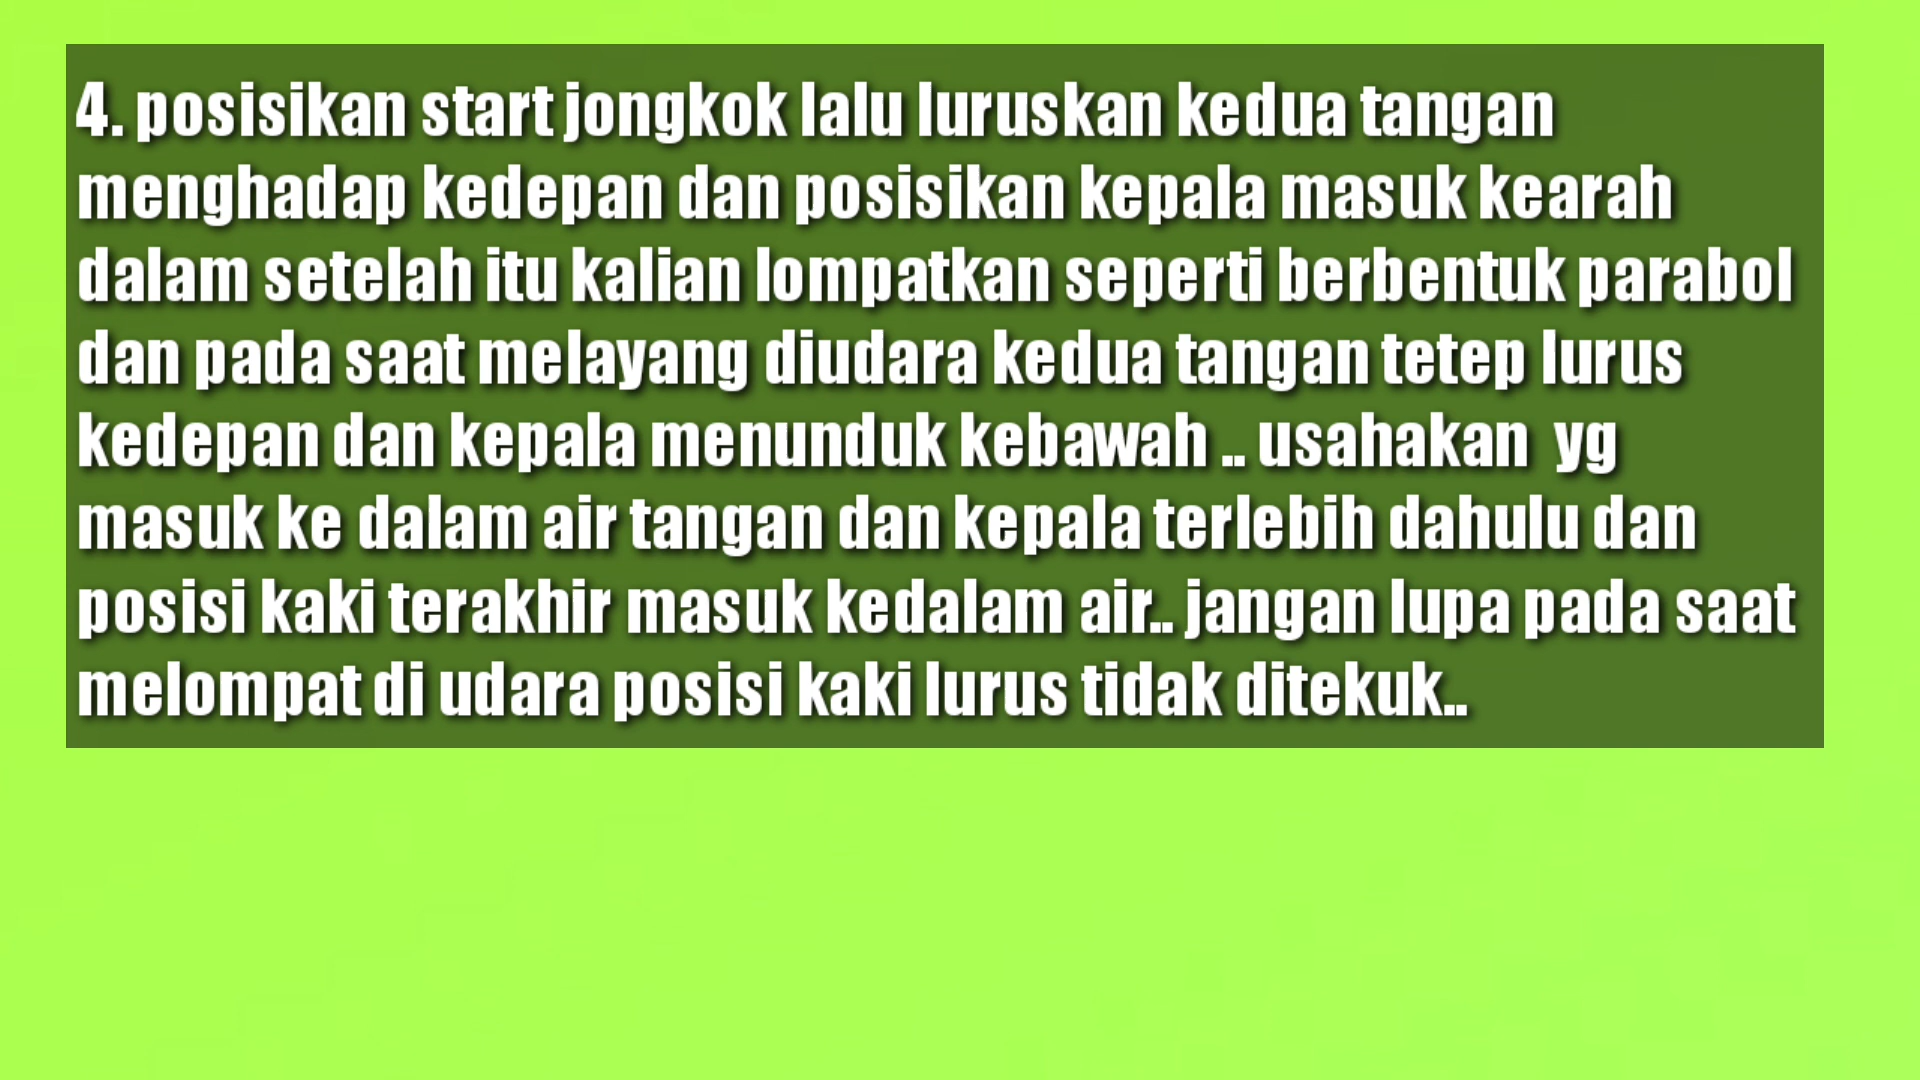 4. posisikan start jongkok lalu luruskan kedua tangan
menghadap kedepan dan posisikan kepala masuk kearah
dalam setelah itu kalian lompatkan seperti berbentuk parabol
dan pada saat melayang diudara kedua tangan tetep lurus
kedepan dan kepala menunduk kebawah .. usahakan  yg
masuk ke dalam air tangan dan kepala terlebih dahulu dan
posisi kaki terakhir masuk kedalam air.. jangan lupa pada saat
melompat di udara posisi kaki lurus tidak ditekuk..